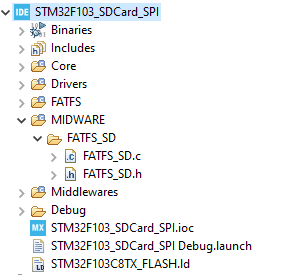 IDE STM32F103_SDCard_SPI
Binaries
Includes
Core
Drivers
FATFS
MIDWARE
FATFS_SD
.c FATFS_SD.c
.h FATFS_SD.h
Middlewares
Debug
MX STM32F103_SDCard_SPI.ioc
STM32F103_SDCard_SPI Debug.launch
LD STM32F103C8TX_FLASH.ld